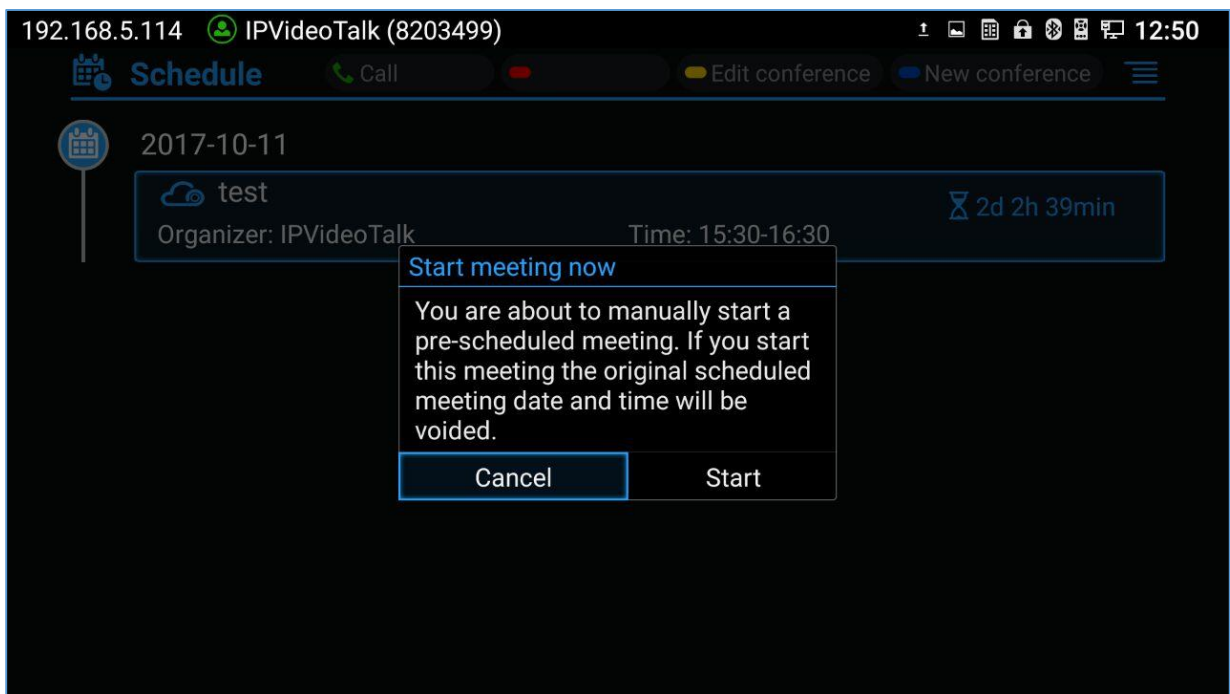 192.168.5.114 IPVideoTalk (8203499) 12:50
Schedule Call Edit conference New conference
2017-10-11
test
2d 2h 39min
Organizer: IPVideoTalk Time: 15:30-16:30
Start meeting now
You are about to manually start a
pre-scheduled meeting. If you start
this meeting the original scheduled
meeting date and time will be
voided.
Cancel Start